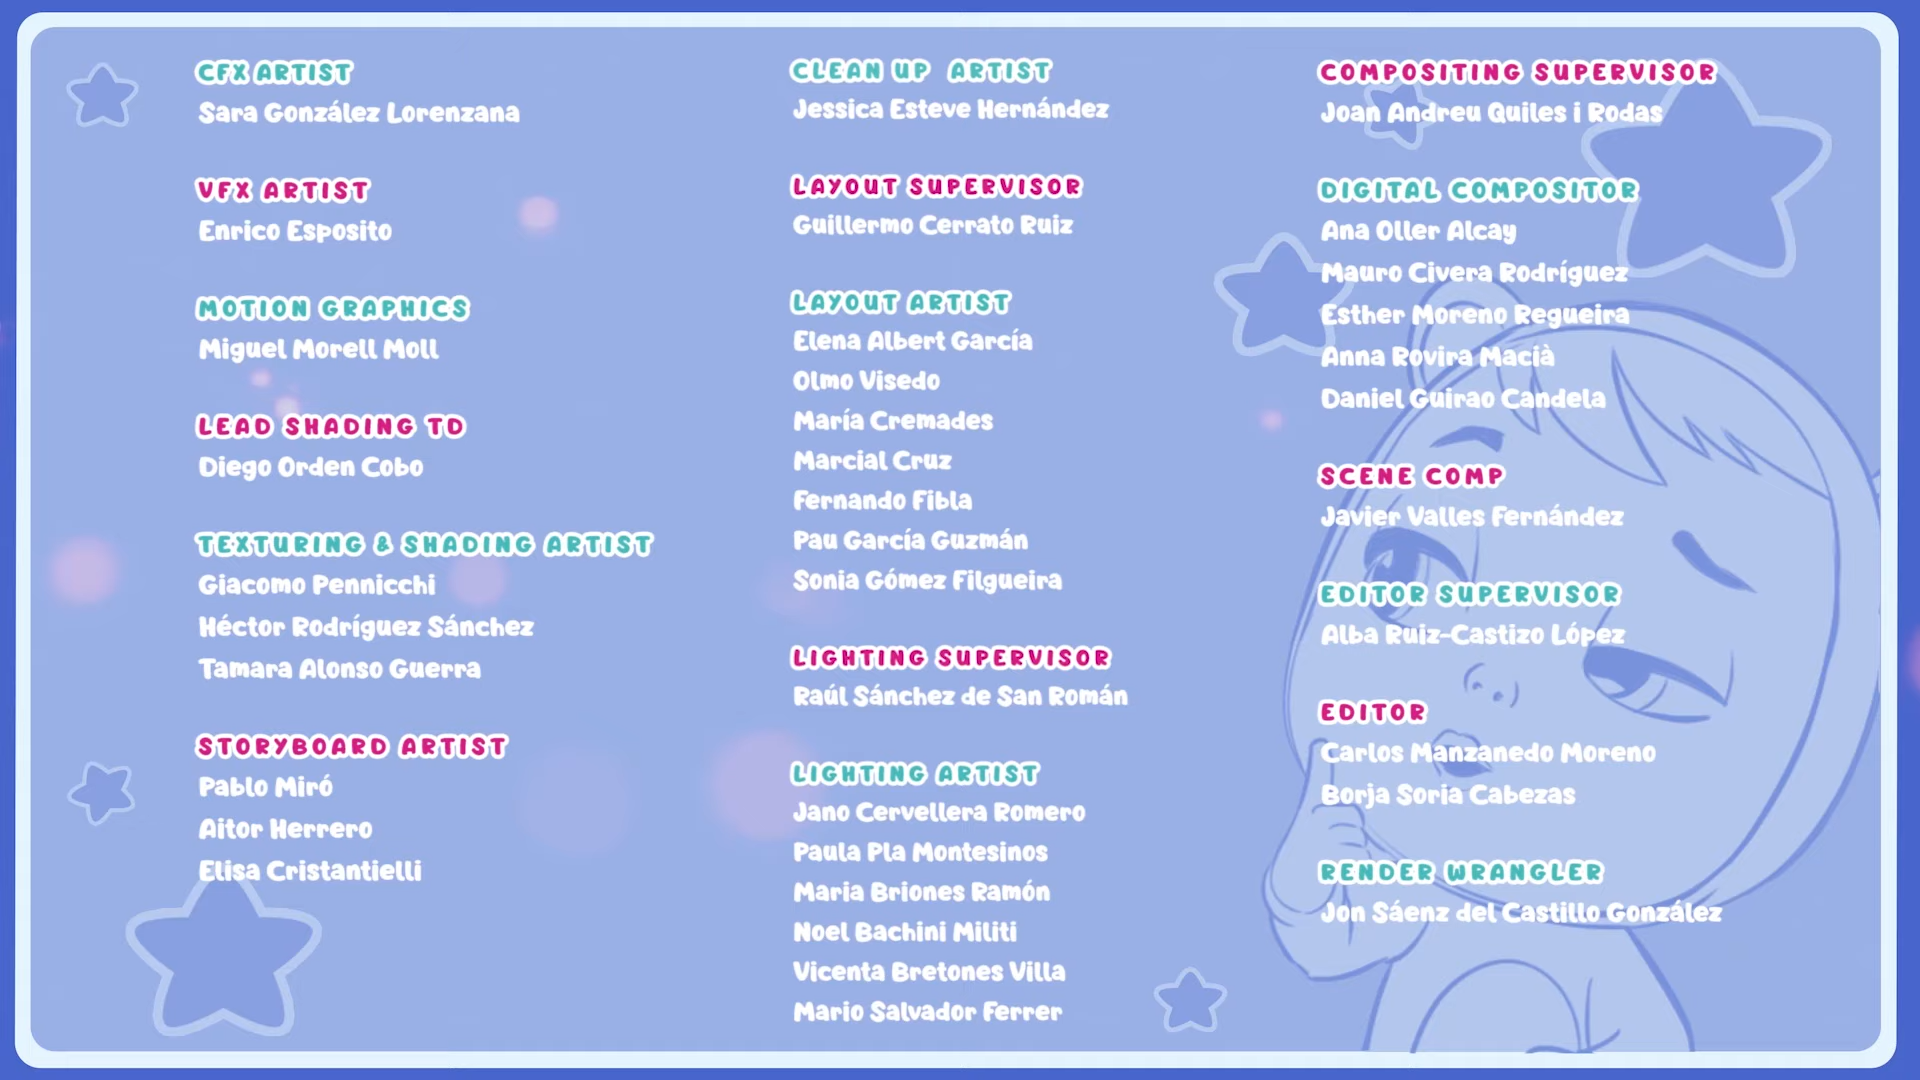 CFX ARTIST
Sara González Lorenzana
VFX ARTIST
Enrico Esposito
MOTION GRAPHICS
Miguel Morell Moll
LEAD SHADING TD
Diego Orden Cobo
TEXTURING & SHADING ARTIST
Giacomo Pennicchi
Héctor Rodríguez Sánchez
Tamara Alonso Guerra
STORYBOARD ARTIST
Pablo Miró
Aitor Herrero
Elisa Cristantielli
CLEAN UP ARTIST
Jessica Esteve Hernández
LAYOUT SUPERVISOR
Guillermo Cerrato Ruiz
LAYOUT ARTIST
Elena Albert García
Olmo Visedo
María Cremades
Marcial Cruz
Fernando Fibla
Pau García Guzmán
Sonia Gómez Filgueira
LIGHTING SUPERVISOR
Raúl Sánchez de San Román
LIGHTING ARTIST
Jano Cervellera Romero
Paula Pla Montesinos
Maria Briones Ramón
Noel Bachini Militi
Vicenta Bretones Villa
Mario Salvador Ferrer
COMPOSITING SUPERVISOR
Joan Andreu Quiles i Rodas
DIGITAL COMPOSITOR
Ana Oller Alcay
Mauro Civera Rodríguez
Esther Moreno Regueira
Anna Rovira Macià
Daniel Guirao Candela
SCENE COMP
Javier Valles Fernández
EDITOR SUPERVISOR
Alba Ruiz-Castizo López
EDITOR
Carlos Manzanedo Moreno
Borja Soria Cabezas
RENDER WRANGLER
Jon Sáenz del Castillo González